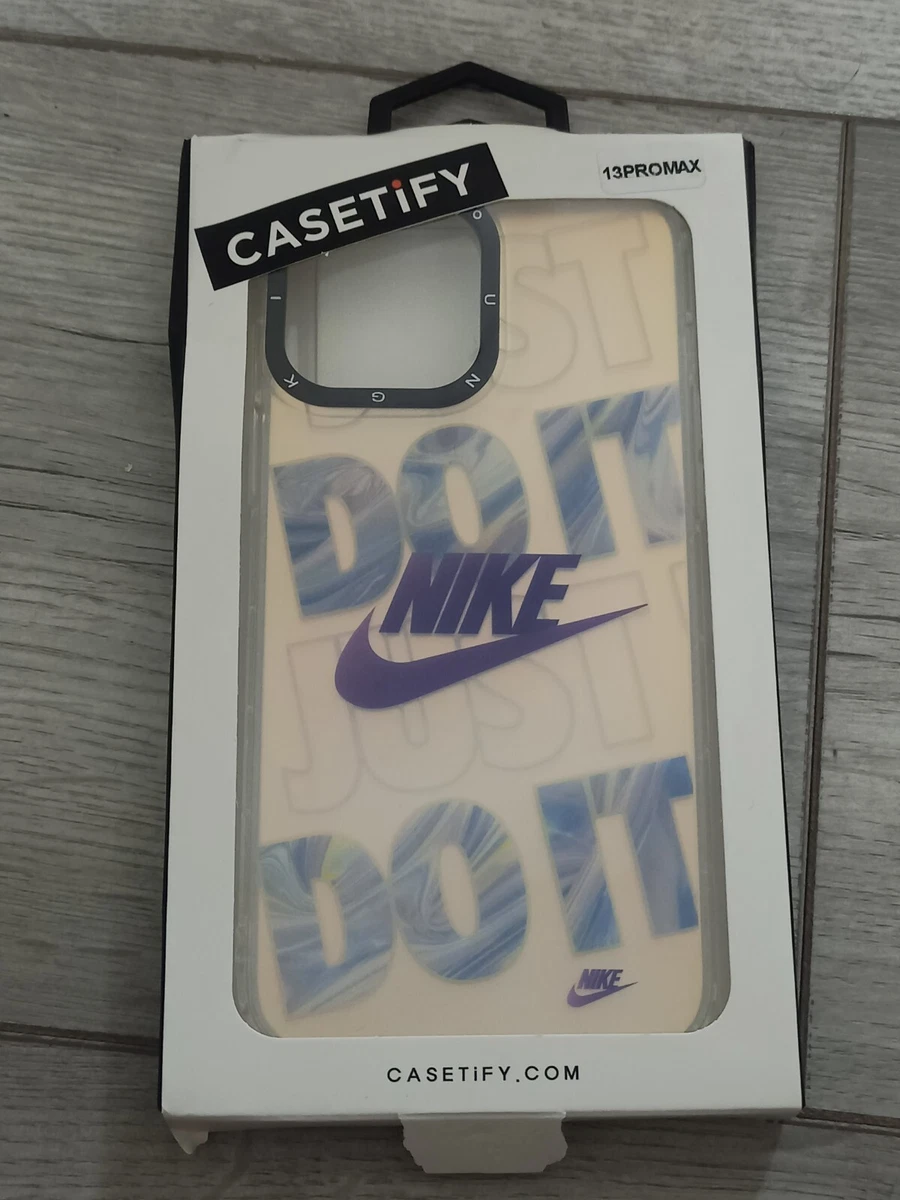 CASETiFY
13PROMAX
O
U
N
G
K
I
JUST
DO IT
NIKE
JUST
DO IT
NIKE
CASETiFY.COM